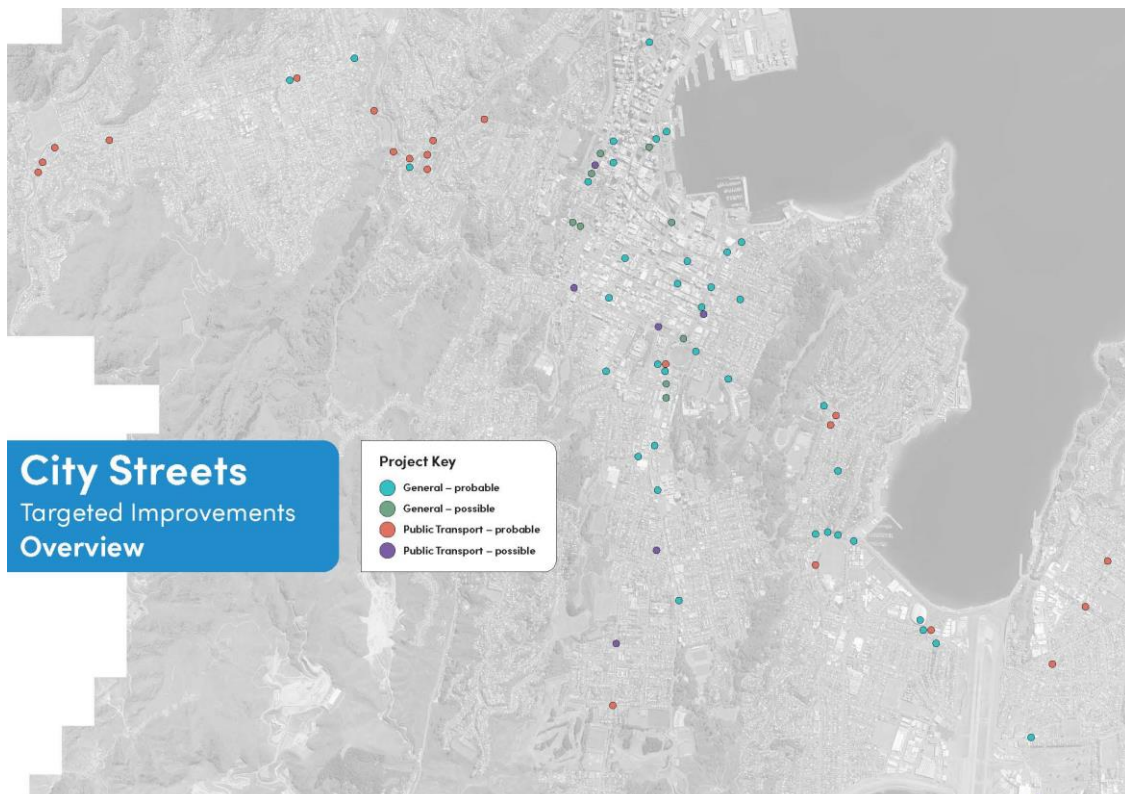 City Streets
Targeted Improvements
Overview
Project Key
General – probable
General – possible
Public Transport – probable
Public Transport – possible